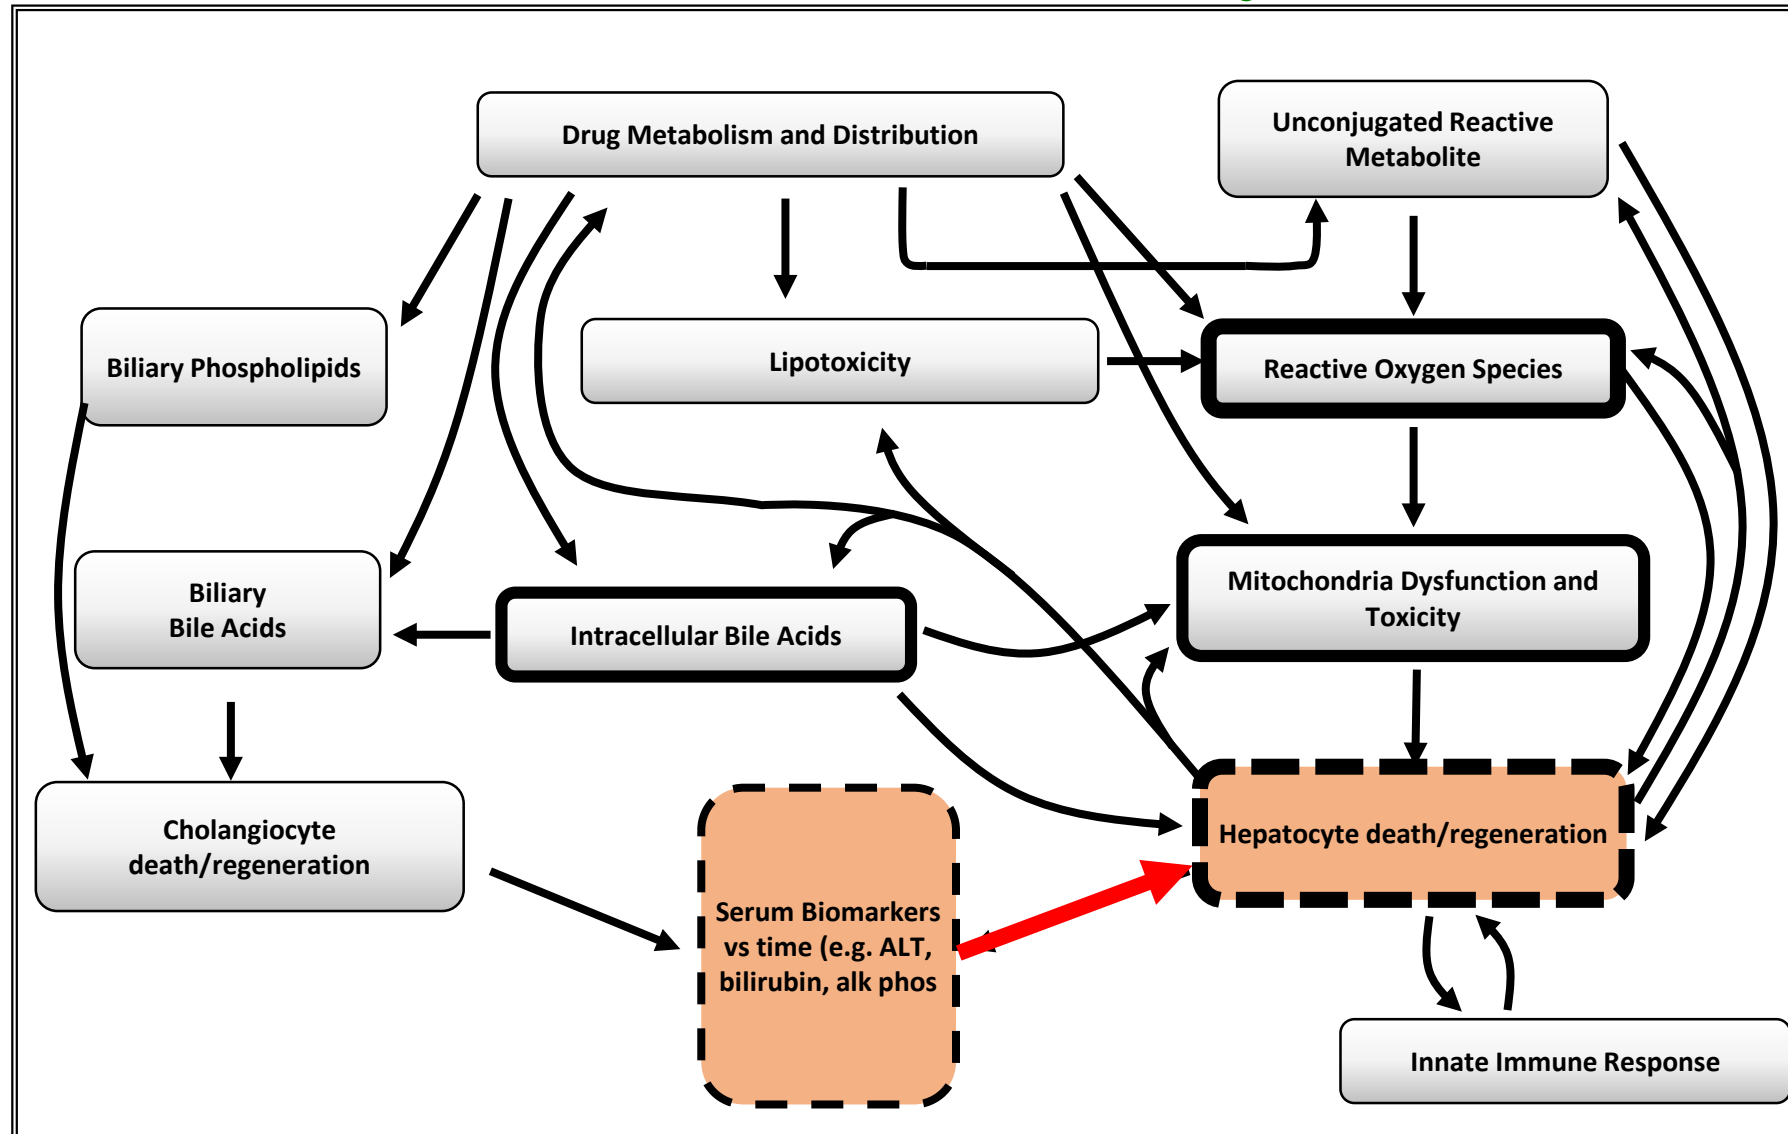 Drug Metabolism and Distribution
Unconjugated Reactive
Metabolite
Biliary Phospholipids
Lipotoxicity
Reactive Oxygen Species
Biliary
Bile Acids
Intracellular Bile Acids
Mitochondria Dysfunction and
Toxicity
Cholangiocyte
death/regeneration
Serum Biomarkers
vs time (e.g. ALT,
bilirubin, alk phos
Hepatocyte death/regeneration
Innate Immune Response